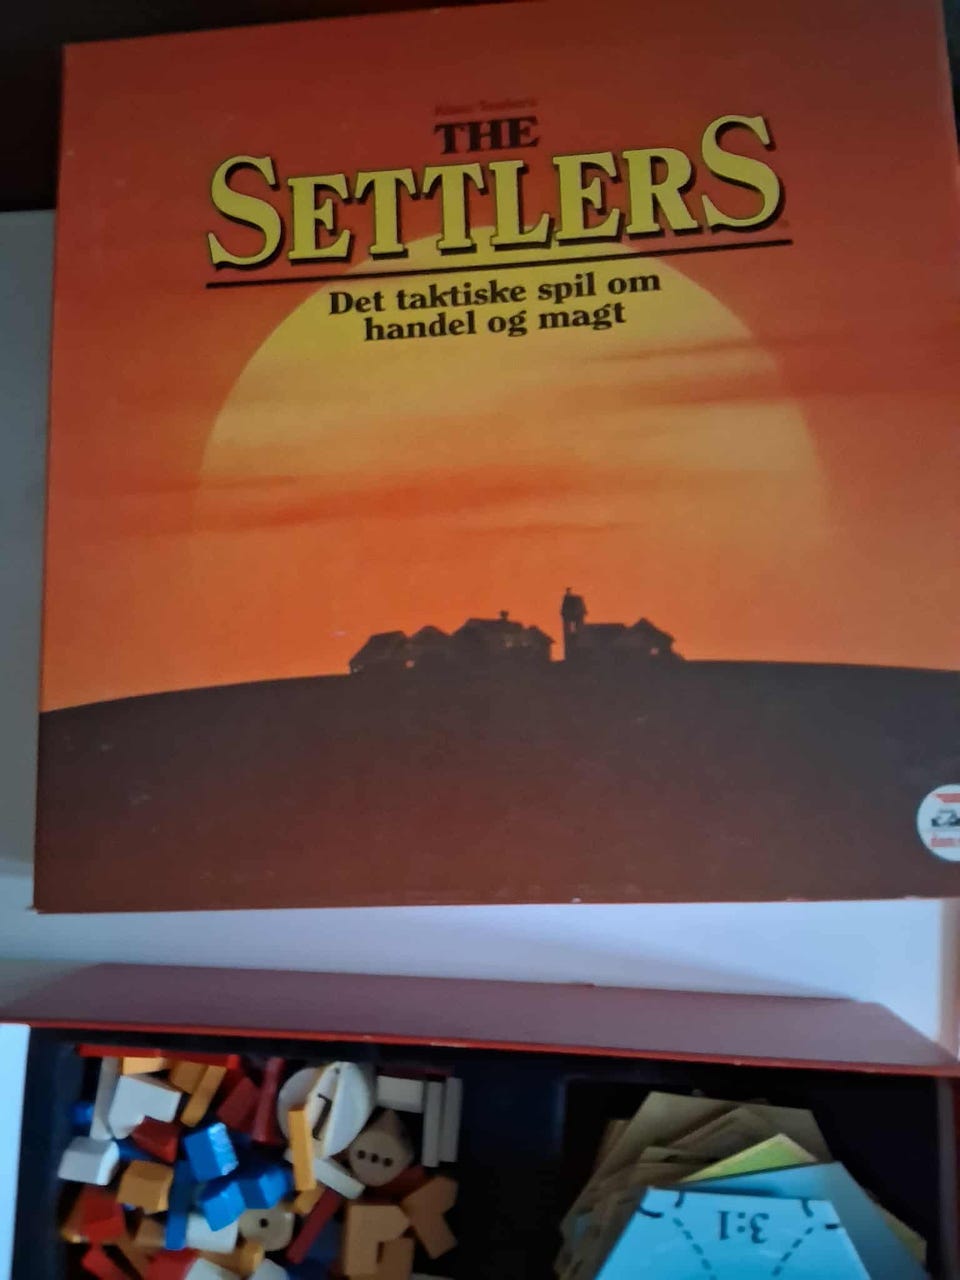 THE
SETTLERS
Det taktiske spil om
handel og magt
3:1